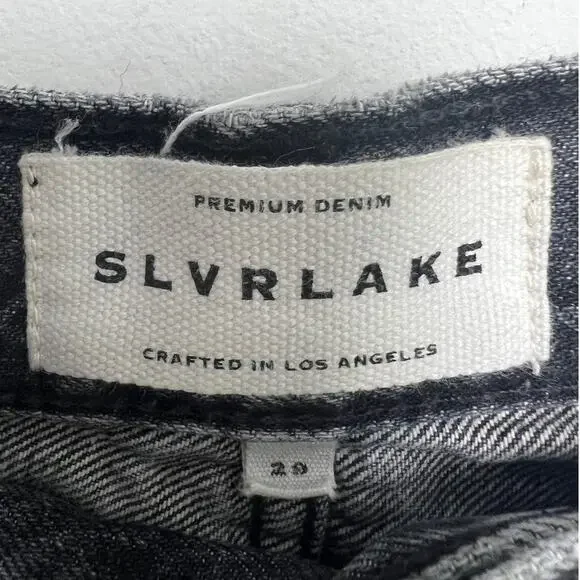 PREMIUM DENIM
SLVRLAKE
CRAFTED IN LOS ANGELES
29